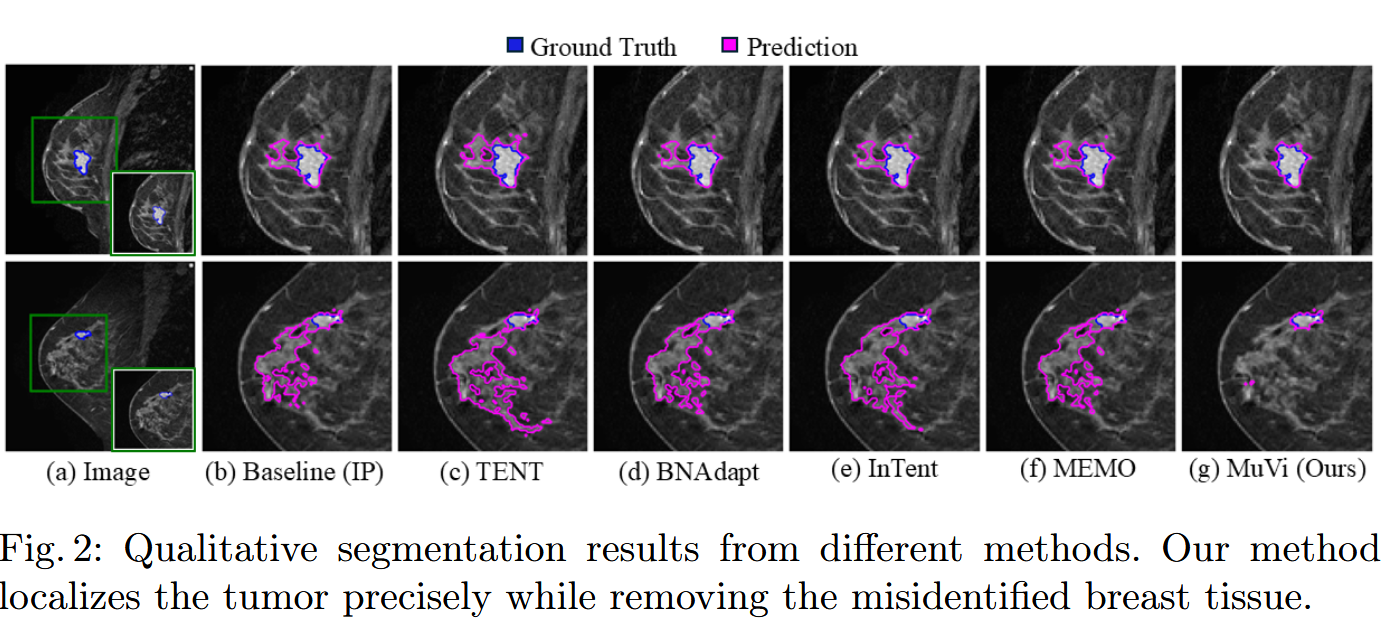 Ground Truth Prediction
(a) Image (b) Baseline (IP) (c) TENT (d) BNAdapt (e) InTent (f) MEMO (g) MuVi (Ours)
Fig. 2: Qualitative segmentation results from different methods. Our method
localizes the tumor precisely while removing the misidentified breast tissue.